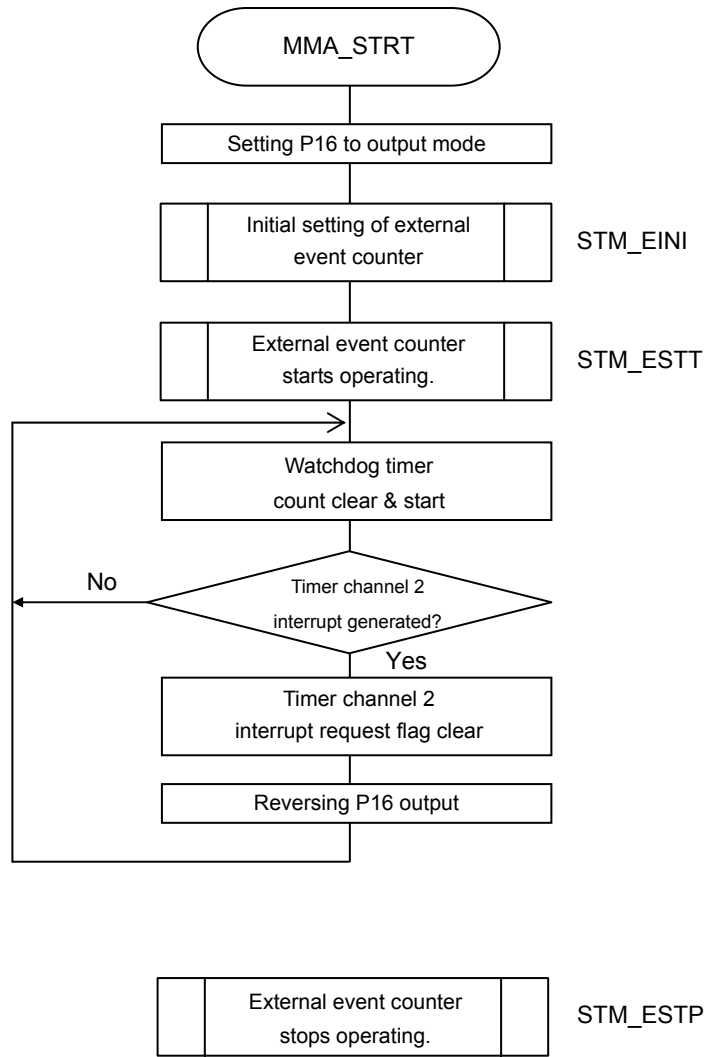 MMA_STRT
Setting P16 to output mode
Initial setting of external
event counter
STM_EINI
External event counter
starts operating.
STM_ESTT
Watchdog timer
count clear & start
No
Timer channel 2
interrupt generated?
Yes
Timer channel 2
interrupt request flag clear
Reversing P16 output
External event counter
stops operating.
STM_ESTP